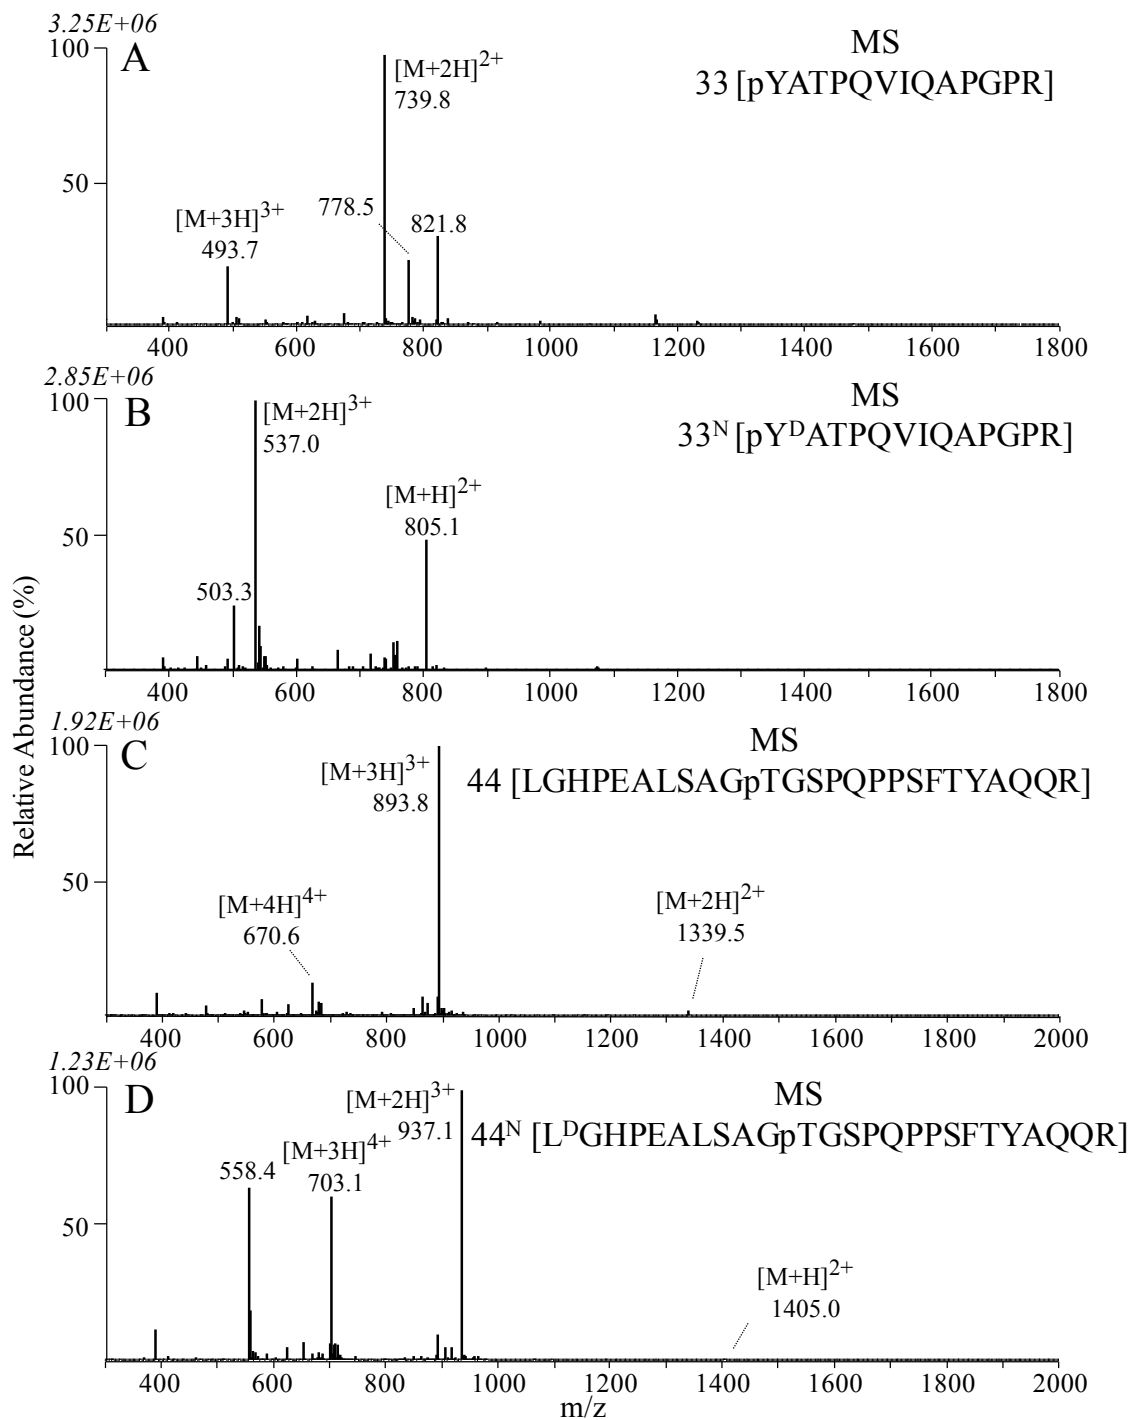 3.25E+06
100
A
[M+2H]2+
739.8
MS
33 [pYATPQVIQAPGPR]
50
[M+3H]3+
493.7
778.5
821.8
400 600 800 1000 1200 1400 1600 1800
2.85E+06
100
B
[M+2H]3+
537.0
MS
33N [pYDATPQVIQAPGPR]
[M+H]2+
805.1
50
503.3
400 600 800 1000 1200 1400 1600 1800
Relative Abundance (%)
1.92E+06
100
C
[M+3H]3+
893.8
MS
44 [LGHPEALSAGpTGSPQPPSFTYAQQR]
50
[M+4H]4+
670.6
[M+2H]2+
1339.5
400 600 800 1000 1200 1400 1600 1800 2000
1.23E+06
100
D
[M+2H]3+
937.1
MS
44N [LDGHPEALSAGpTGSPQPPSFTYAQQR]
[M+3H]4+
703.1
558.4
50
[M+H]2+
1405.0
400 600 800 1000 1200 1400 1600 1800 2000
m/z